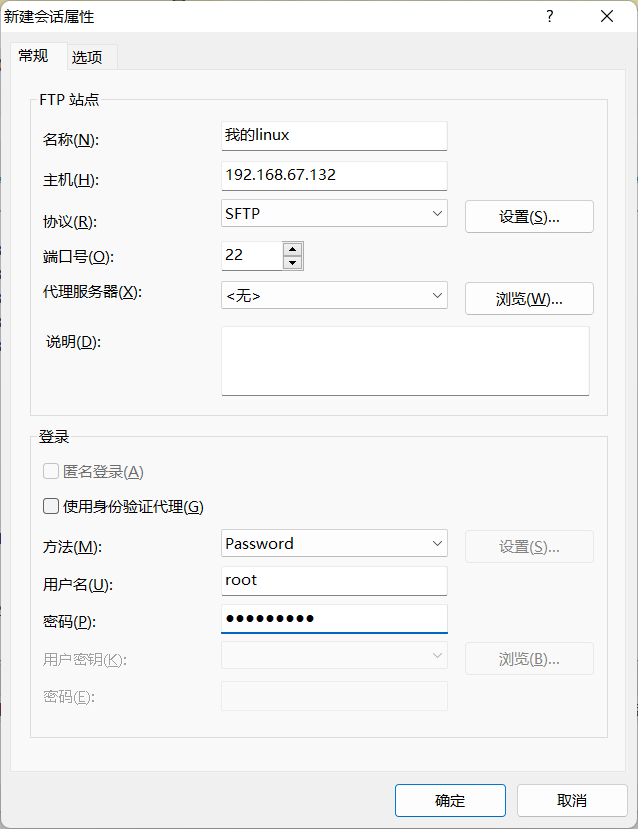 新建会话属性 ?
常规 选项
FTP 站点
名称(N): 我的linux
主机(H): 192.168.67.132
协议(R): SFTP 设置(S)...
端口号(O): 22
代理服务器(X): <无> 浏览(W)...
说明(D):
登录
匿名登录(A)
使用身份验证代理(G)
方法(M): Password 设置(S)...
用户名(U): root
密码(P): ●●●●●●●●●
用户密钥(K): 浏览(B)...
密码(E):
确定 取消